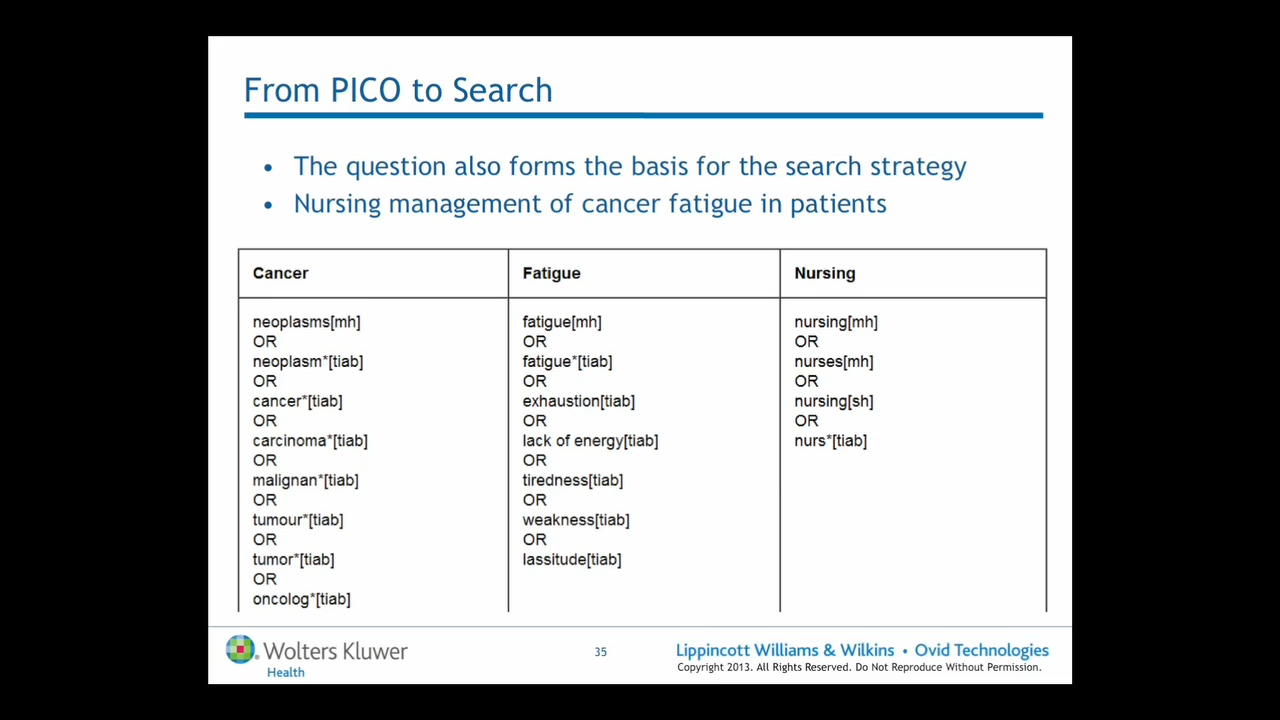 From PICO to Search
• The question also forms the basis for the search strategy
• Nursing management of cancer fatigue in patients
Cancer
Fatigue
Nursing
neoplasms[mh]
OR
neoplasm*[tiab]
OR
cancer*[tiab]
OR
carcinoma*[tiab]
OR
malignan*[tiab]
OR
tumour*[tiab]
OR
tumor*[tiab]
OR
oncolog*[tiab]
fatigue[mh]
OR
fatigue*[tiab]
OR
exhaustion[tiab]
OR
lack of energy[tiab]
OR
tiredness[tiab]
OR
weakness[tiab]
OR
lassitude[tiab]
nursing[mh]
OR
nurses[mh]
OR
nursing[sh]
OR
nurs*[tiab]
Wolters Kluwer
Health
35
Lippincott Williams & Wilkins • Ovid Technologies
Copyright 2013. All Rights Reserved. Do Not Reproduce Without Permission.